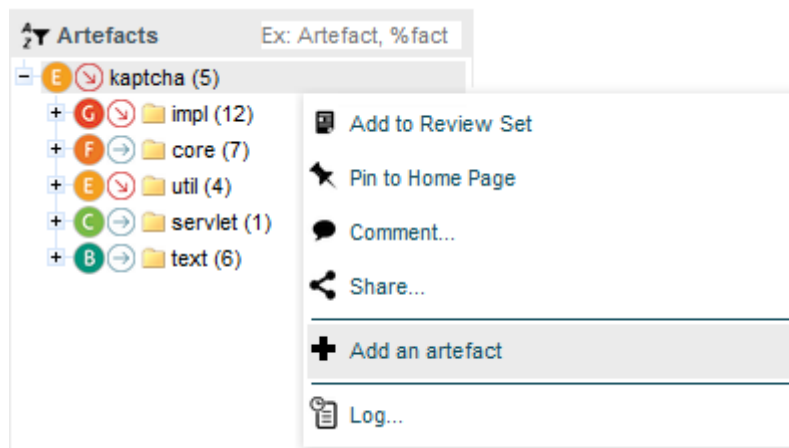 AZ Artefacts Ex: Artefact, %fact
E kaptcha (5)
G impl (12)
F core (7)
E util (4)
C servlet (1)
B text (6)
Add to Review Set
Pin to Home Page
Comment...
Share...
Add an artefact
Log...